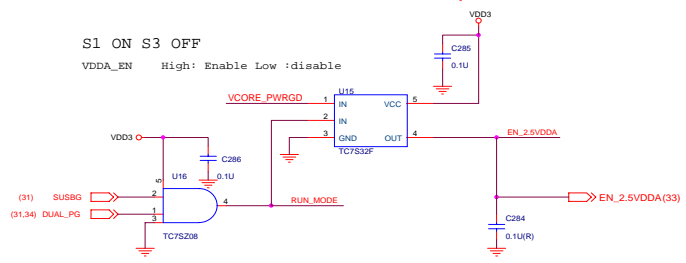 VDD3
S1 ON S3 OFF
C285
VDDA_EN High: Enable Low :disable
0.1U
U15
VCORE_PWRGD 1 IN VCC 5
2 IN
VDD3
3 GND OUT 4 EN_2.5VDDA
TC7S32F
C286
5 U16 0.1U
(31) SUSBG 2
4 RUN_MODE
EN_2.5VDDA(33)
(31,34) DUAL_PG 1
3
C284
TC7SZ08
0.1U(R)